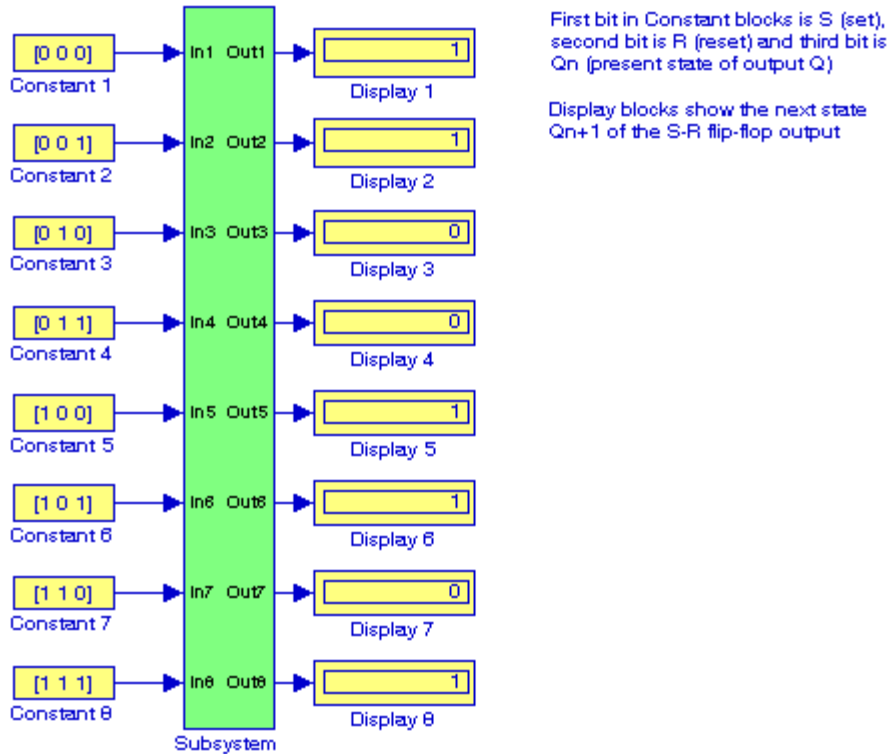 First bit in Constant blocks is S (set),
second bit is R (reset) and third bit is
Qn (present state of output Q)
Display blocks show the next state
Qn+1 of the S-R flip-flop output
[0 0 0] In1 Out1 1
Constant 1 Display 1
[0 0 1] In2 Out2 1
Constant 2 Display 2
[0 1 0] In3 Out3 0
Constant 3 Display 3
[0 1 1] In4 Out4 0
Constant 4 Display 4
[1 0 0] In5 Out5 1
Constant 5 Display 5
[1 0 1] In6 Out6 1
Constant 6 Display 6
[1 1 0] In7 Out7 0
Constant 7 Display 7
[1 1 1] In8 Out8 1
Constant 8 Display 8
Subsystem